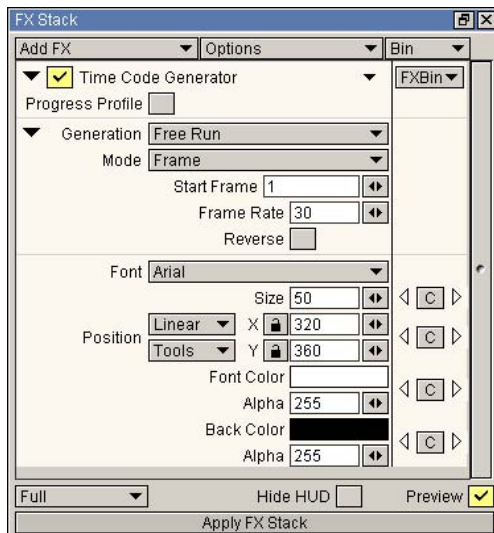 FX Stack
Add FX Options Bin
Time Code Generator FXBin
Progress Profile
Generation Free Run
Mode Frame
Start Frame 1
Frame Rate 30
Reverse
Font Arial
Size 50 C
Position Linear X 320 C
Tools Y 360
Font Color
Alpha 255 C
Back Color
Alpha 255 C
Full Hide HUD Preview
Apply FX Stack